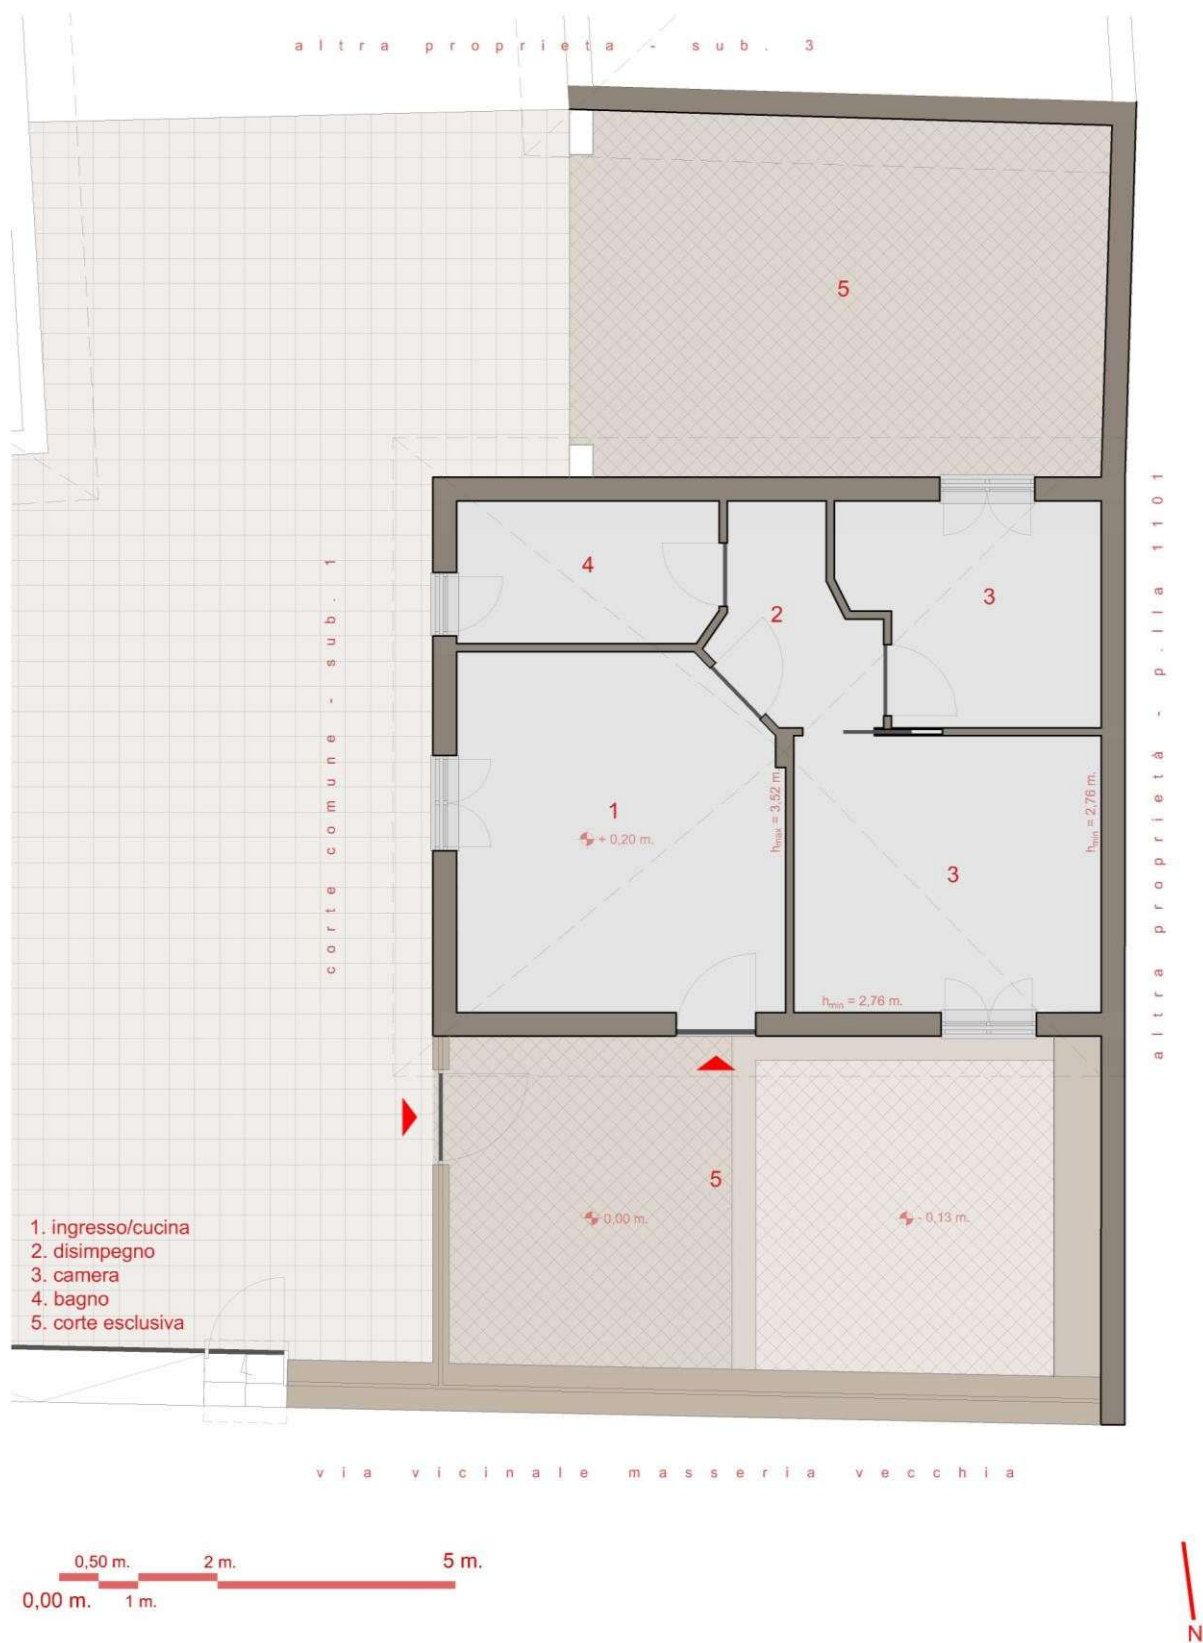 altra proprieta - sub. 3
5
4
2
3
corte comune - sub. 1
altra proprietà - p.lla 1101
1
+ 0,20 m.
hmax = 3,52 m.
hmin = 2,76 m.
3
hmin = 2,76 m.
5
0,00 m.
- 0,13 m.
1. ingresso/cucina
2. disimpegno
3. camera
4. bagno
5. corte esclusiva
via vicinale masseria vecchia
0,50 m. 2 m. 5 m.
0,00 m. 1 m.
N